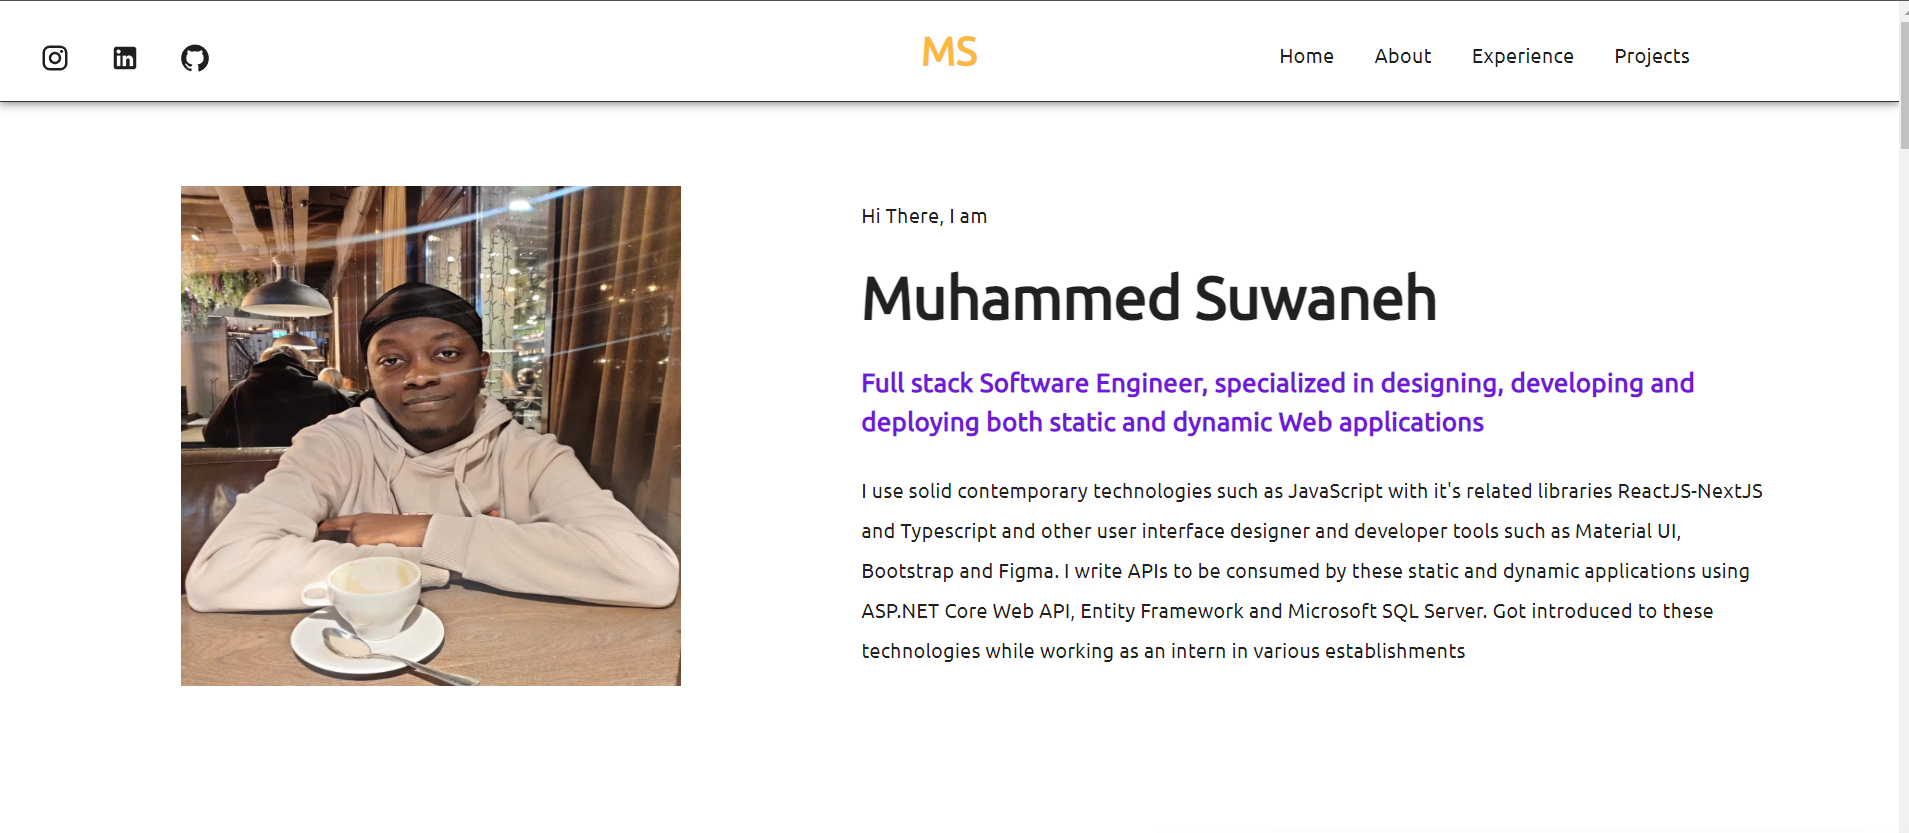 MS
Home About Experience Projects
Hi There, I am
Muhammed Suwaneh
Full stack Software Engineer, specialized in designing, developing and
deploying both static and dynamic Web applications
I use solid contemporary technologies such as JavaScript with it's related libraries ReactJS-NextJS
and Typescript and other user interface designer and developer tools such as Material UI,
Bootstrap and Figma. I write APIs to be consumed by these static and dynamic applications using
ASP.NET Core Web API, Entity Framework and Microsoft SQL Server. Got introduced to these
technologies while working as an intern in various establishments